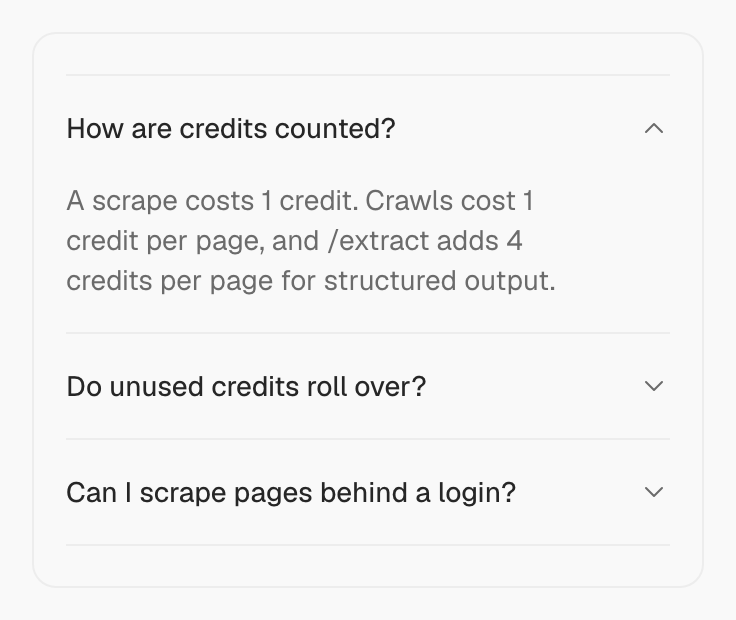 How are credits counted?
A scrape costs 1 credit. Crawls cost 1
credit per page, and /extract adds 4
credits per page for structured output.
Do unused credits roll over?
Can I scrape pages behind a login?